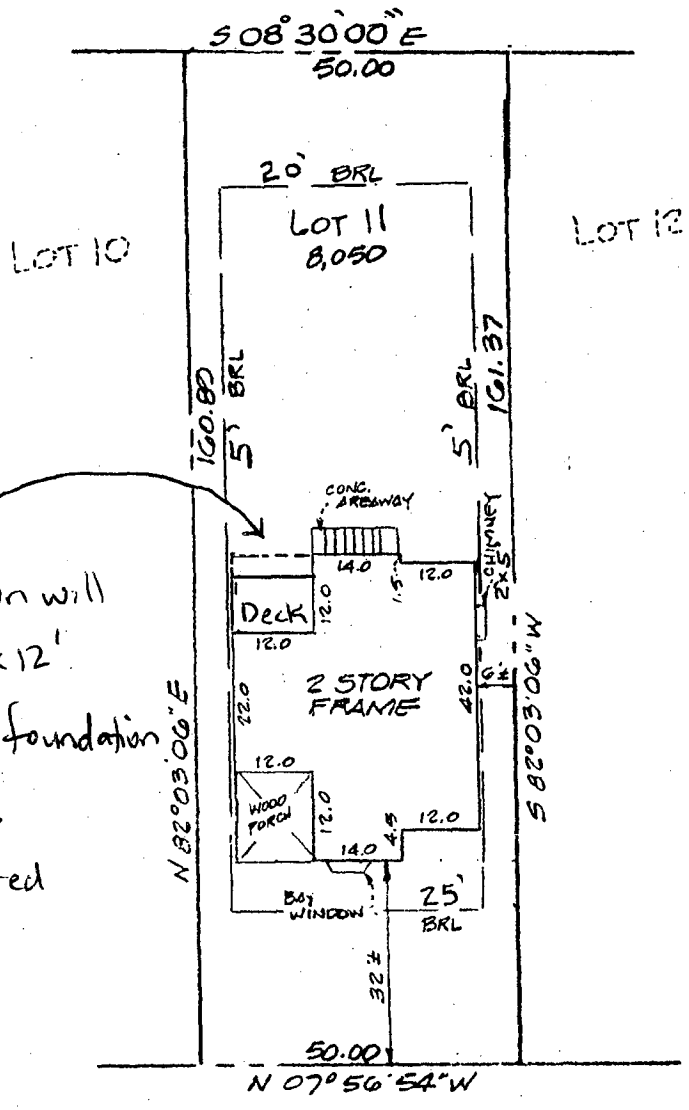 S 08°30'00" E
50.00
20' BRL
LOT 11
8,050
LOT 10
LOT 12
160.89
5' BRL
5' BRL
161.37
CONC. AREAWAY
CHIMNEY
2x5
14.0
1.5
12.0
Deck
12.0
12.0
n will
x 12'
foundation
ed
2 STORY
FRAME
22.0
42.0
6'±
N 82°03'06" E
S 82°03'06" W
12.0
WOOD
PORCH
12.0
4.5
12.0
14.0
BAY
WINDOW
25'
BRL
32'±
50.00
N 07°56'54" W